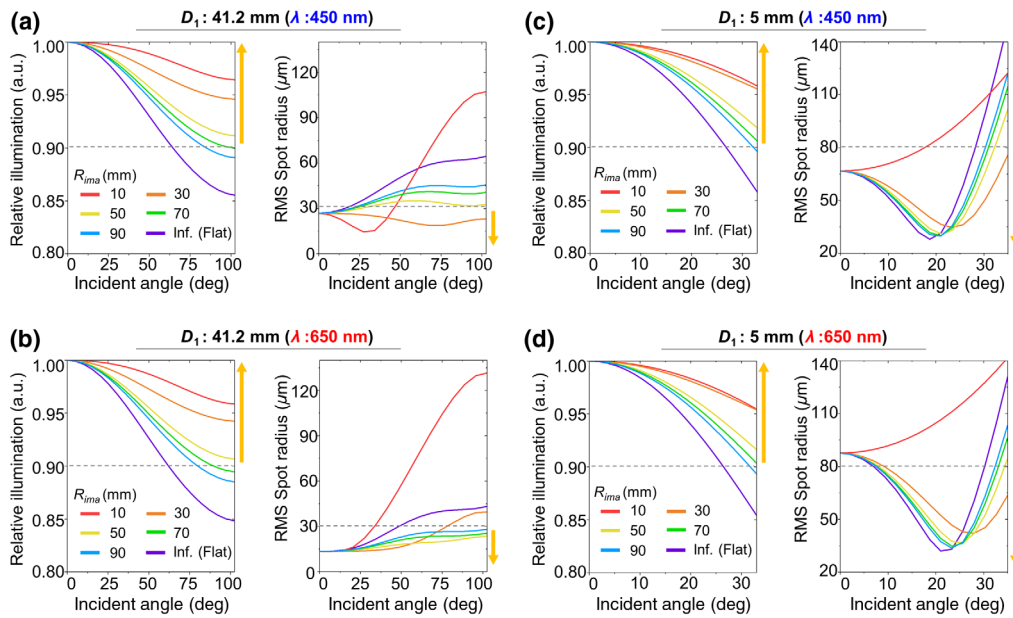 (a)
D1 : 41.2 mm (λ :450 nm)
Relative illumination (a.u.)
1.00
0.95
0.90
0.85
0.80
Rima (mm)
10
30
50
70
90
Inf. (Flat)
0 25 50 75 100
Incident angle (deg)
RMS Spot radius (µm)
120
90
60
30
0
0 25 50 75 100
Incident angle (deg)
(c)
D1 : 5 mm (λ :450 nm)
Relative illumination (a.u.)
1.00
0.95
0.90
0.85
0.80
Rima (mm)
10
30
50
70
90
Inf. (Flat)
0 10 20 30
Incident angle (deg)
RMS Spot radius (µm)
140
110
80
50
20
0 10 20 30
Incident angle (deg)
(b)
D1 : 41.2 mm (λ :650 nm)
Relative illumination (a.u.)
1.00
0.95
0.90
0.85
0.80
Rima (mm)
10
30
50
70
90
Inf. (Flat)
0 25 50 75 100
Incident angle (deg)
RMS Spot radius (µm)
120
90
60
30
0
0 25 50 75 100
Incident angle (deg)
(d)
D1 : 5 mm (λ :650 nm)
Relative illumination (a.u.)
1.00
0.95
0.90
0.85
0.80
Rima (mm)
10
30
50
70
90
Inf. (Flat)
0 10 20 30
Incident angle (deg)
RMS Spot radius (µm)
140
110
80
50
20
0 10 20 30
Incident angle (deg)